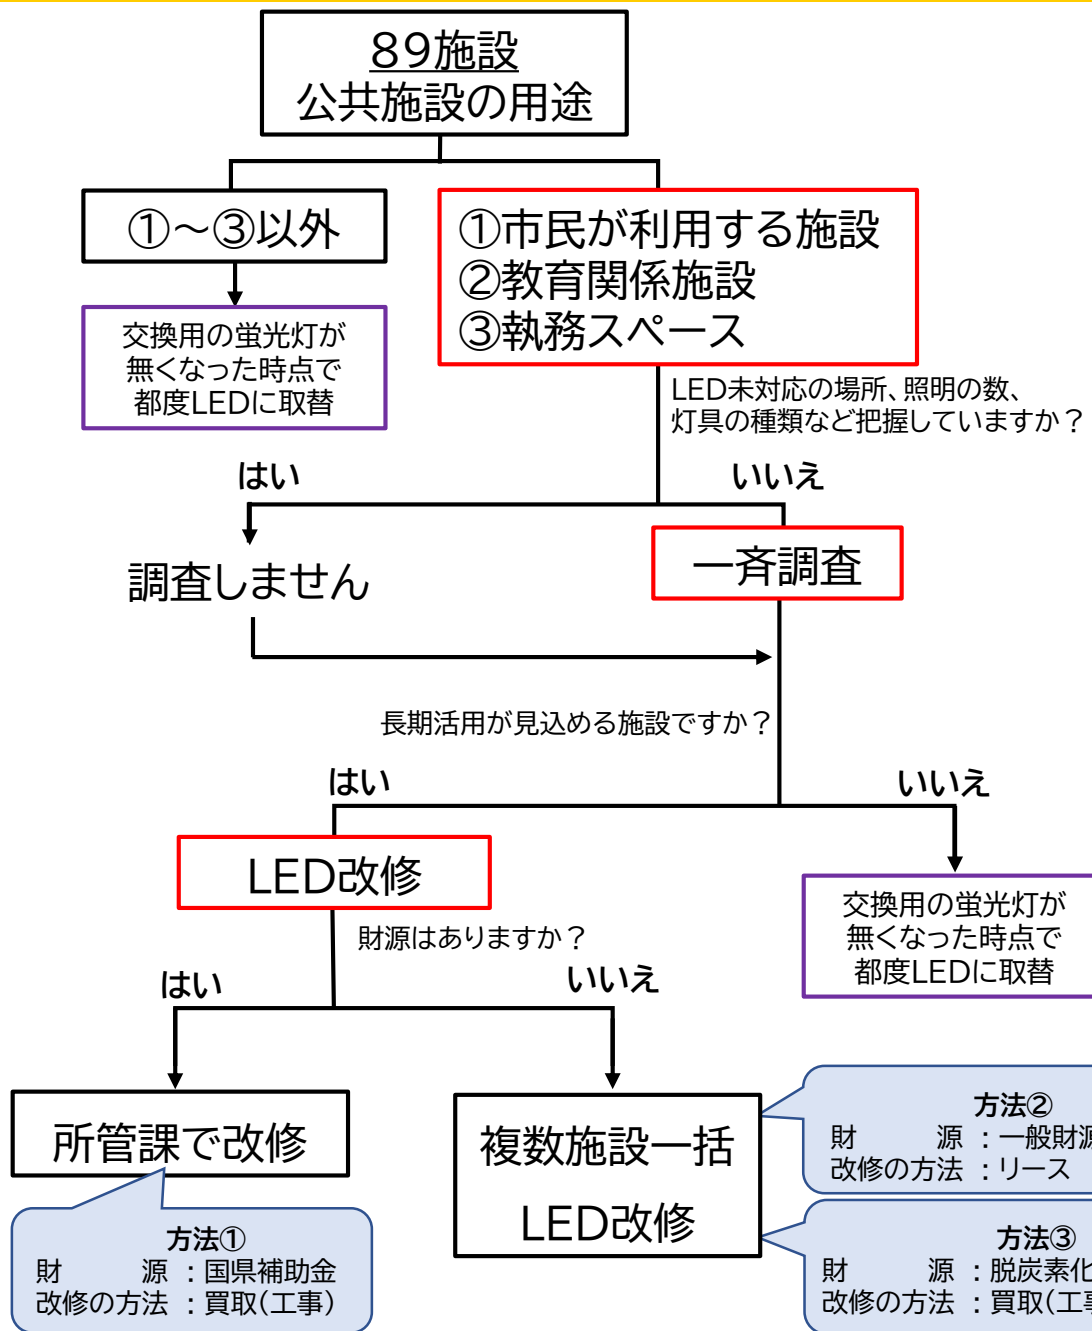 89施設
公共施設の用途
①～③以外
①市民が利用する施設
②教育関係施設
③執務スペース
交換用の蛍光灯が
無くなった時点で
都度LEDに取替
LED未対応の場所、照明の数、
灯具の種類など把握していますか？
はい
いいえ
調査しません
一斉調査
長期活用が見込める施設ですか？
はい
いいえ
LED改修
交換用の蛍光灯が
無くなった時点で
都度LEDに取替
財源はありますか？
はい
いいえ
所管課で改修
複数施設一括
LED改修
方法①
財　　源 ：国県補助金
改修の方法 ：買取(工事)
方法②
財　　源 ：一般財源
改修の方法 ：リース
方法③
財　　源 ：脱炭素化
改修の方法 ：買取(工事